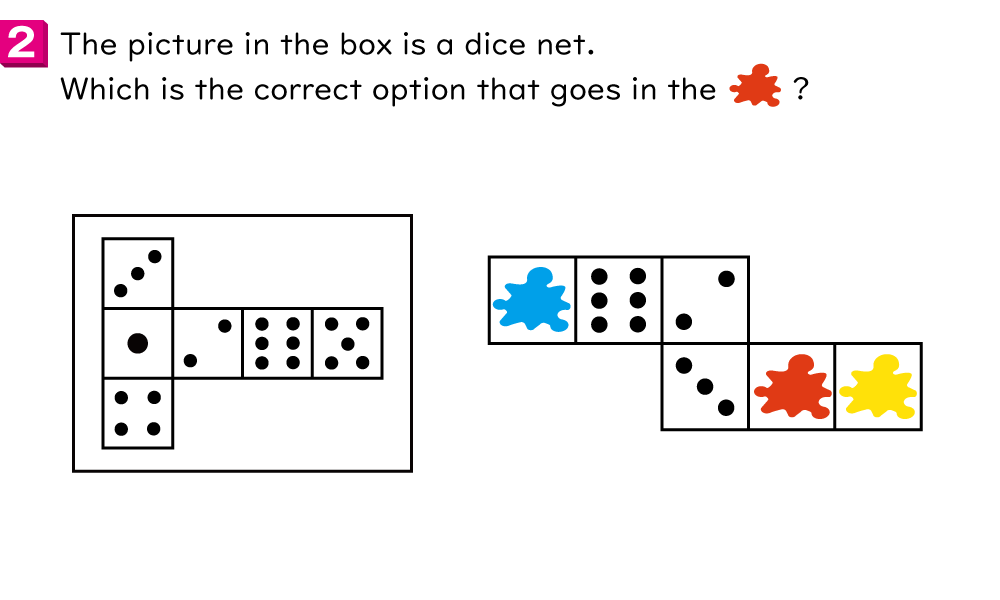 2 The picture in the box is a dice net.
Which is the correct option that goes in the ?